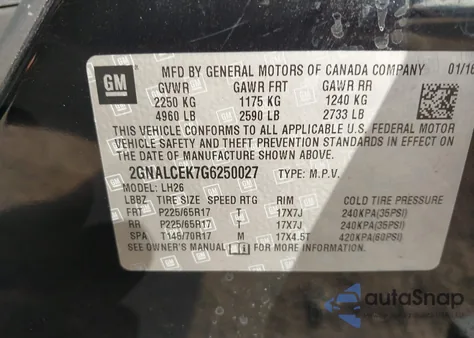 GM
MFD BY GENERAL MOTORS OF CANADA COMPANY 01/16
GVWR GAWR FRT GAWR RR
2250 KG 1175 KG 1240 KG
4960 LB 2590 LB 2733 LB
THIS VEHICLE CONFORMS TO ALL APPLICABLE U.S. FEDERAL MOTOR
VEHICLE SAFETY, BUMPER, AND THEFT PREVENTION STANDARDS IN EFFECT ON
THE DATE OF MANUFACTURE SHOWN ABOVE.
2GNALCEK7G6250027 TYPE: M.P.V.
MODEL: LH26
LBBZ TIRE SIZE SPEED RTG RIM COLD TIRE PRESSURE
FRT P225/65R17 T 17X7J 240KPA(35PSI)
RR P225/65R17 T 17X7J 240KPA(35PSI)
SPA T148/70R17 M 17X4.5T 420KPA(60PSI)
SEE OWNER'S MANUAL
autoSnap